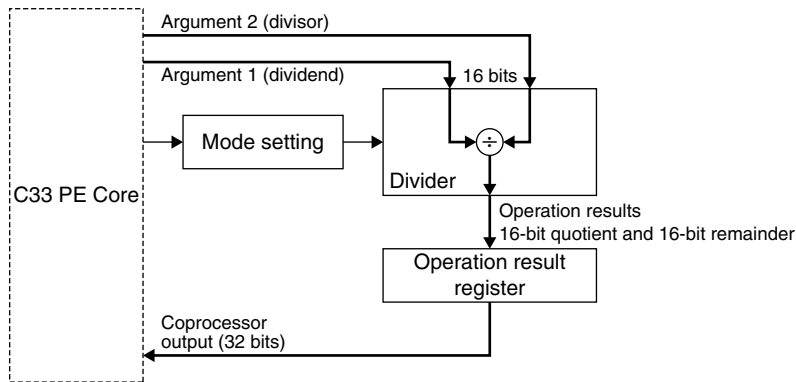 Argument 2 (divisor)
Argument 1 (dividend)
16 bits
Mode setting
÷
C33 PE Core
Divider
Operation results
16-bit quotient and 16-bit remainder
Operation result
register
Coprocessor
output (32 bits)